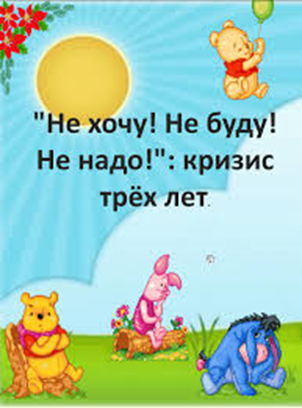 "Не хочу! Не буду!
Не надо!": кризис
трёх лет.